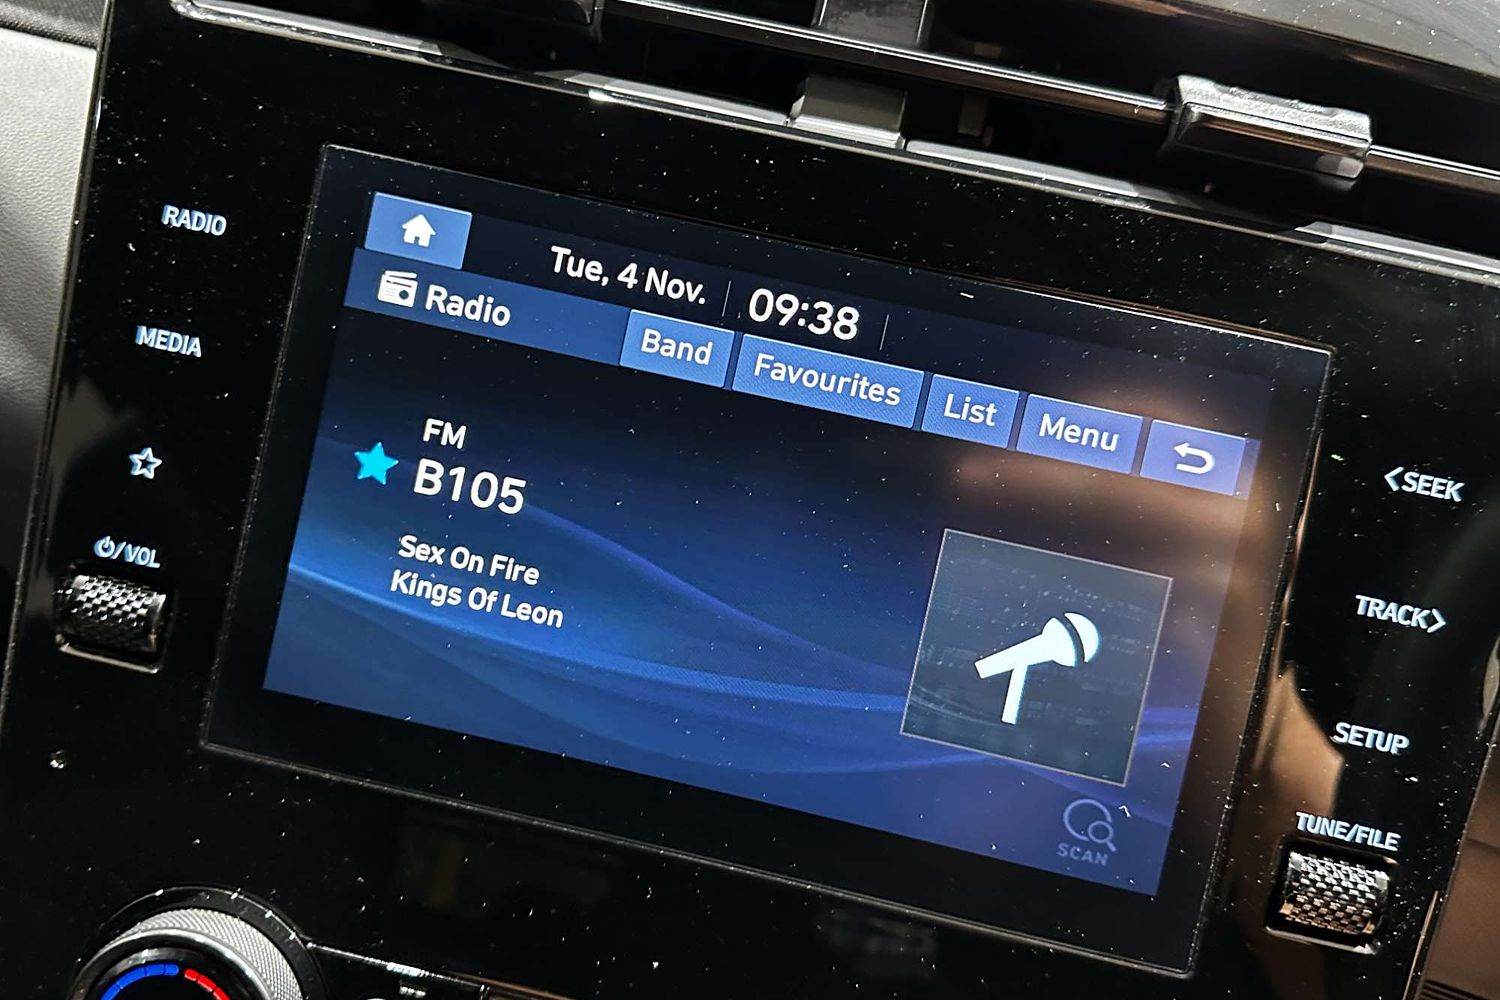 RADIO
MEDIA
/VOL
Tue, 4 Nov. 09:38
Radio
Band Favourites List Menu
FM
B105
Sex On Fire
Kings Of Leon
SCAN
<SEEK
TRACK>
SETUP
TUNE/FILE